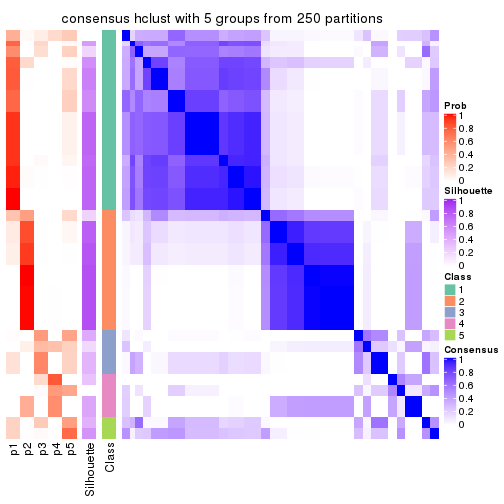 consensus hclust with 5 groups from 250 partitions
Prob
1
0.8
0.6
0.4
0.2
0
Silhouette
1
0.8
0.6
0.4
0.2
0
Class
1
2
3
4
5
Consensus
1
0.8
0.6
0.4
0.2
0
p1
p2
p3
p4
p5
Silhouette
Class